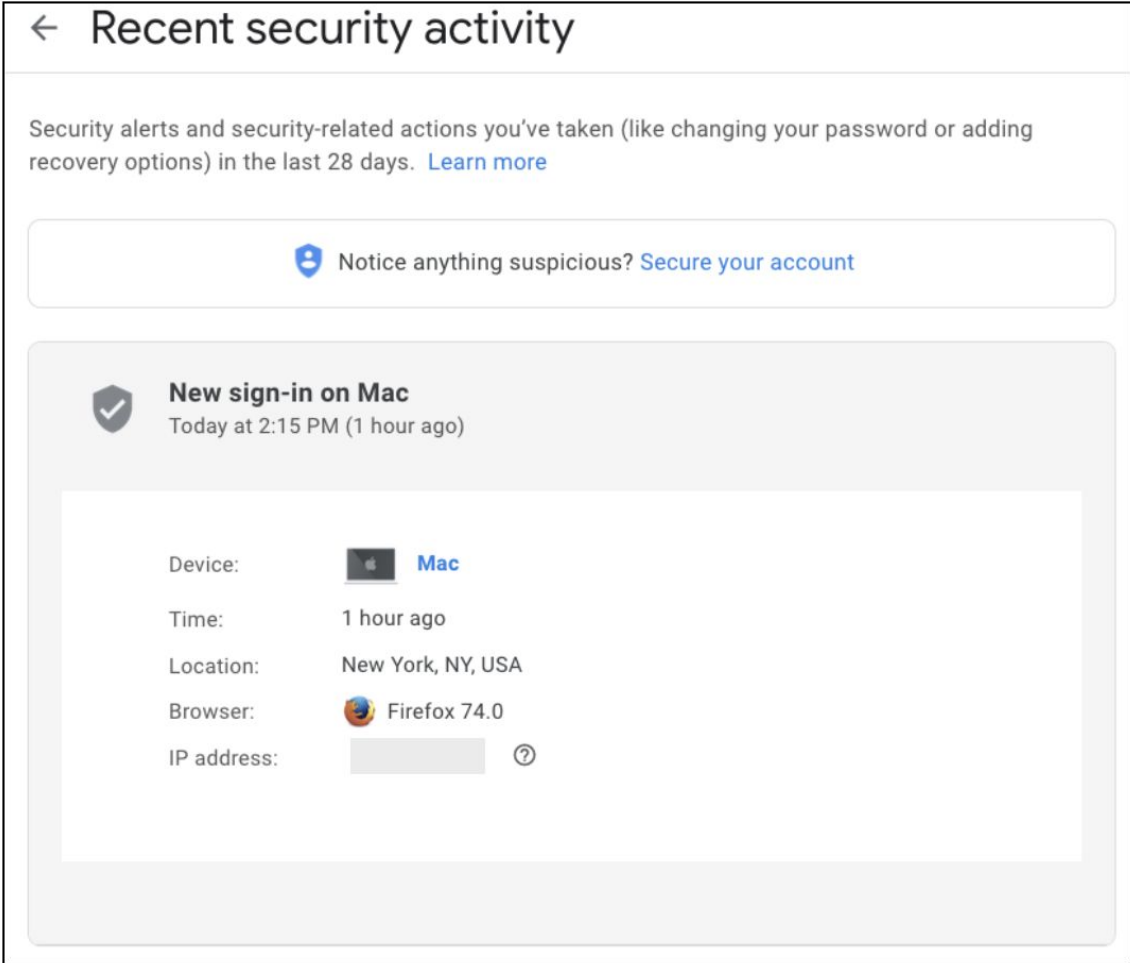 Recent security activity
Security alerts and security-related actions you’ve taken (like changing your password or adding
recovery options) in the last 28 days. Learn more
Notice anything suspicious? Secure your account
New sign-in on Mac
Today at 2:15 PM (1 hour ago)
Device: Mac
Time: 1 hour ago
Location: New York, NY, USA
Browser: Firefox 74.0
IP address: